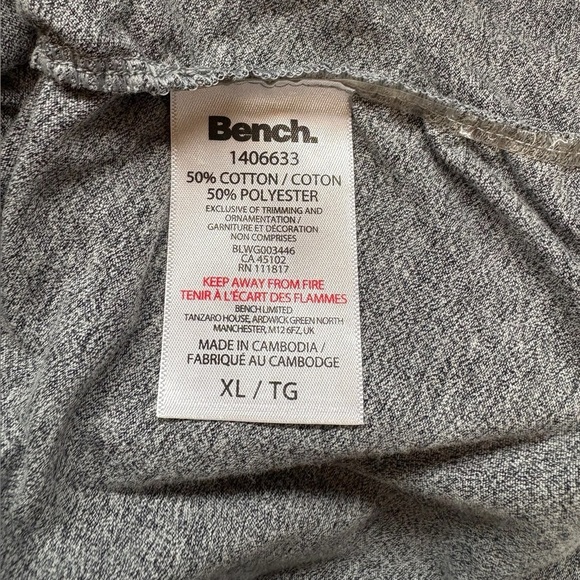 Bench.
1406633
50% COTTON / COTON
50% POLYESTER
EXCLUSIVE OF TRIMMING AND
ORNAMENTATION /
GARNITURE ET DÉCORATION
NON COMPRISES
BLWG003446
CA 45102
RN 111817
KEEP AWAY FROM FIRE
TENIR À L'ÉCART DES FLAMMES
BENCH LIMITED
TANZARO HOUSE, ARDWICK GREEN NORTH
MANCHESTER, M12 6FZ, UK
MADE IN CAMBODIA /
FABRIQUÉ AU CAMBODGE
XL / TG